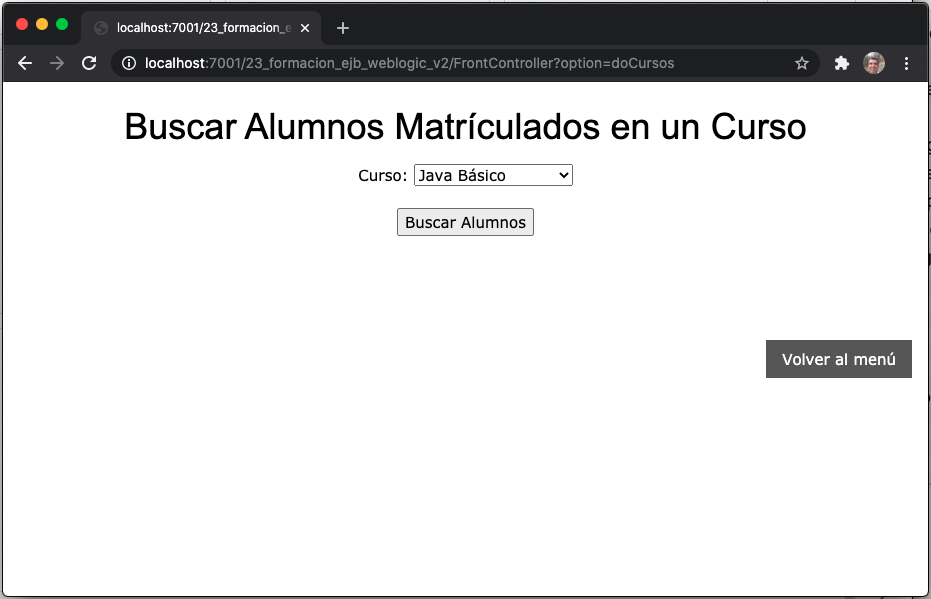 localhost:7001/23_formacion_e
localhost:7001/23_formacion_ejb_weblogic_v2/FrontController?option=doCursos
Buscar Alumnos Matrículados en un Curso
Curso: Java Básico
Buscar Alumnos
Volver al menú